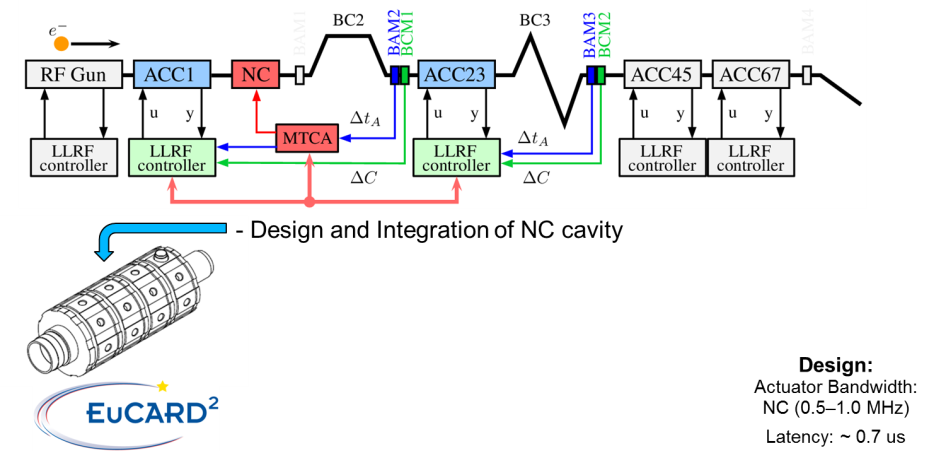 e⁻
BAM1
BC2
BAM2
BCM1
BC3
BAM3
BCM2
BAM4
RF Gun
ACC1
NC
ACC23
ACC45
ACC67
u
y
Δt_A
MTCA
u
y
Δt_A
u
y
u
y
LLRF
controller
LLRF
controller
ΔC
LLRF
controller
ΔC
LLRF
controller
LLRF
controller
- Design and Integration of NC cavity
EuCARD²
Design:
Actuator Bandwidth:
NC (0.5–1.0 MHz)
Latency: ~ 0.7 us